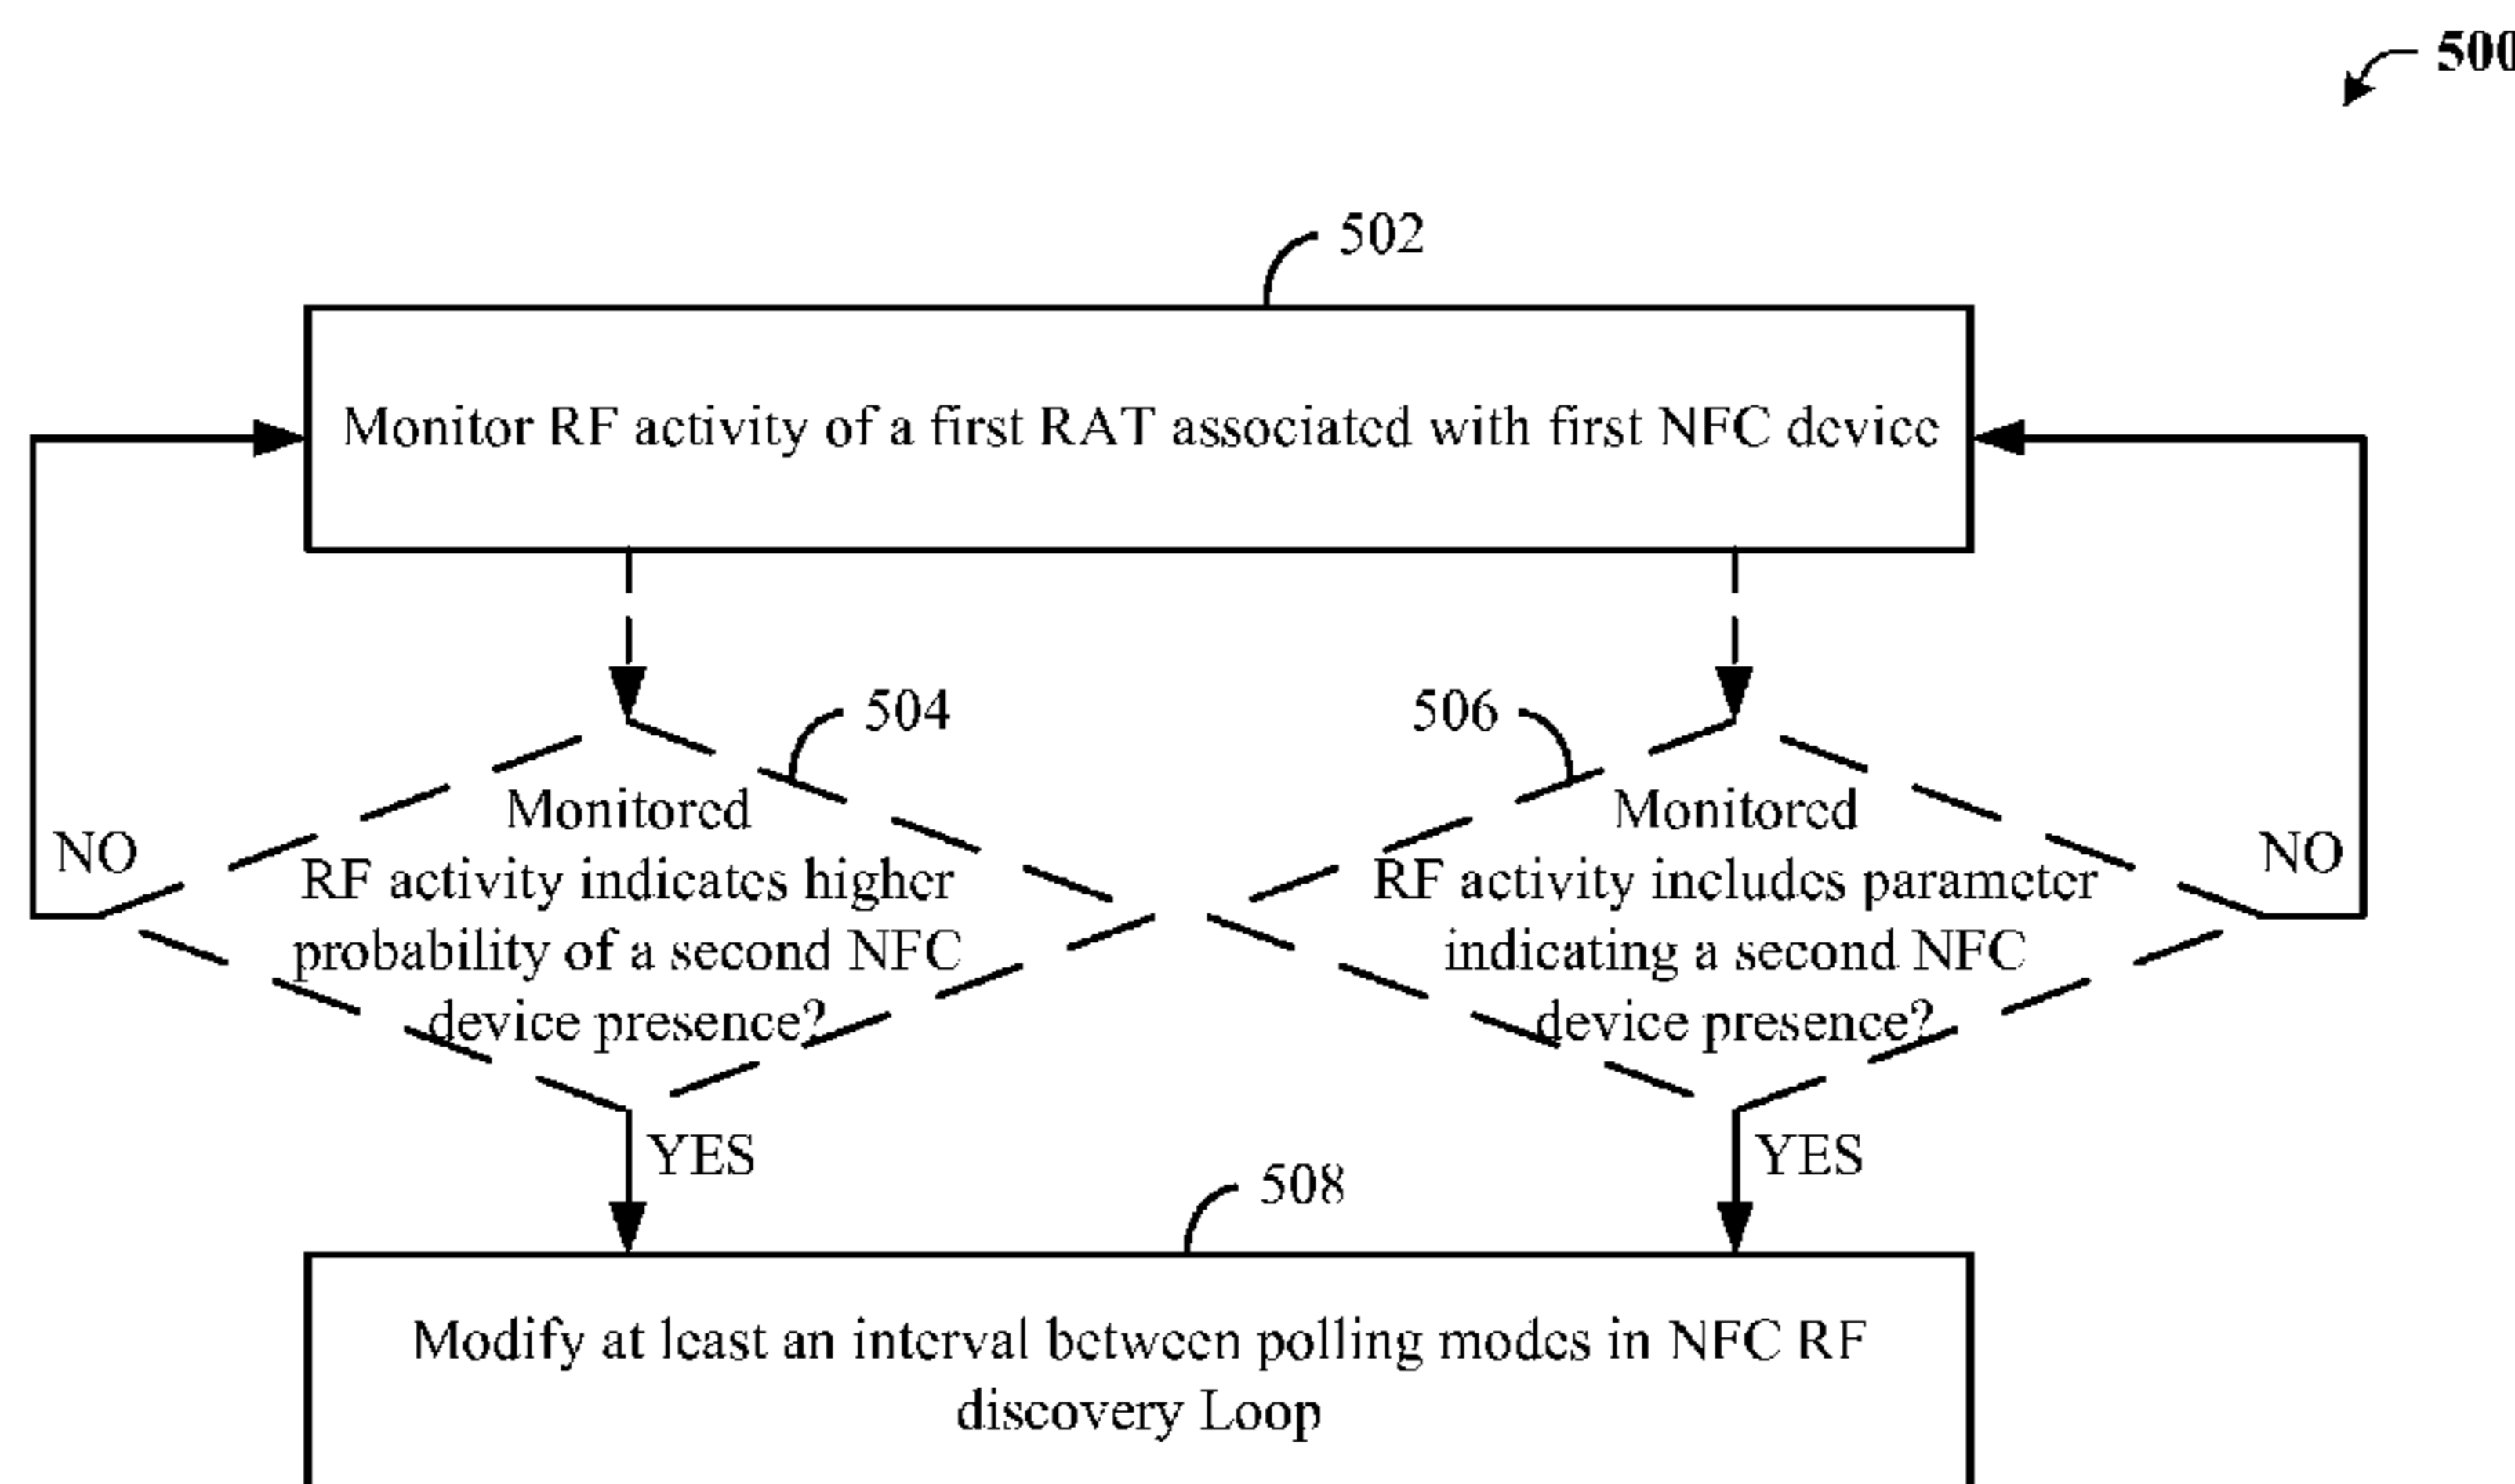 500
502
Monitor RF activity of a first RAT associated with first NFC device
504
506
Monitored
RF activity indicates higher
probability of a second NFC
device presence?
Monitored
RF activity includes parameter
indicating a second NFC
device presence?
NO
NO
YES
YES
508
Modify at least an interval between polling modes in NFC RF
discovery Loop